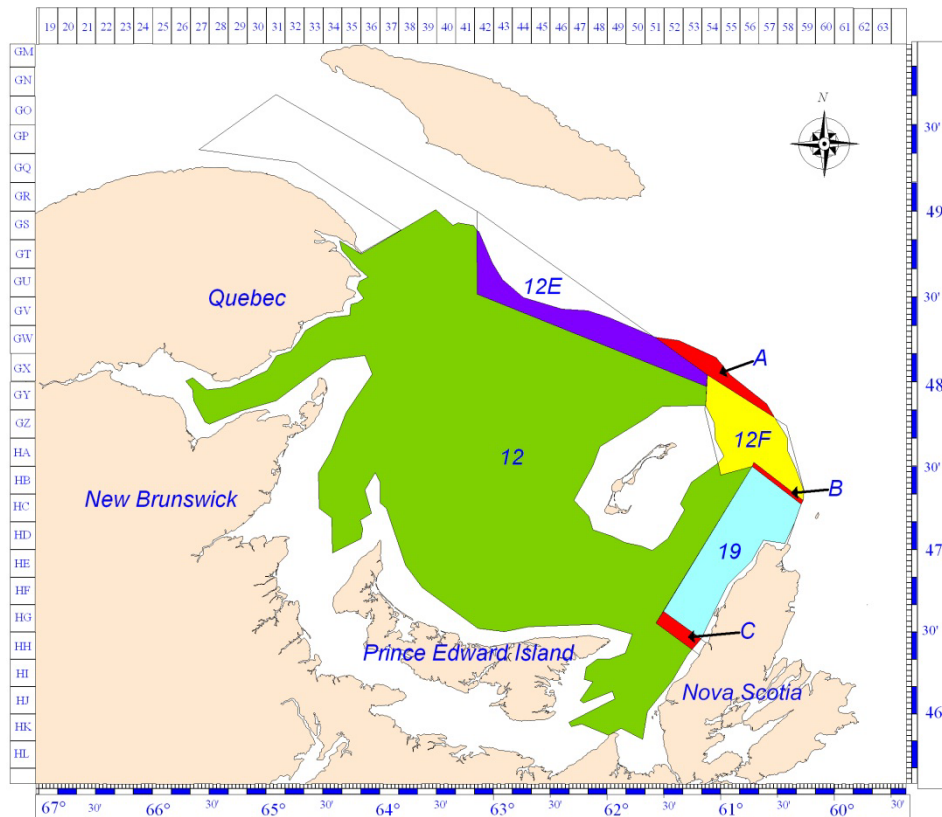 19 20 21 22 23 24 25 26 27 28 29 30 31 32 33 34 35 36 37 38 39 40 41 42 43 44 45 46 47 48 49 50 51 52 53 54 55 56 57 58 59 60 61 62 63
GM
GN
GO
GP
GQ
GR
GS
GT
GU
GV
GW
GX
GY
GZ
HA
HB
HC
HD
HE
HF
HG
HH
HI
HJ
HK
HL
N
30'
49
30'
48
30'
47
30'
46
Quebec
12E
A
12F
12
B
New Brunswick
19
C
Prince Edward Island
Nova Scotia
67° 30' 66° 30' 65° 30' 64° 30' 63° 30' 62° 30' 61° 30' 60°